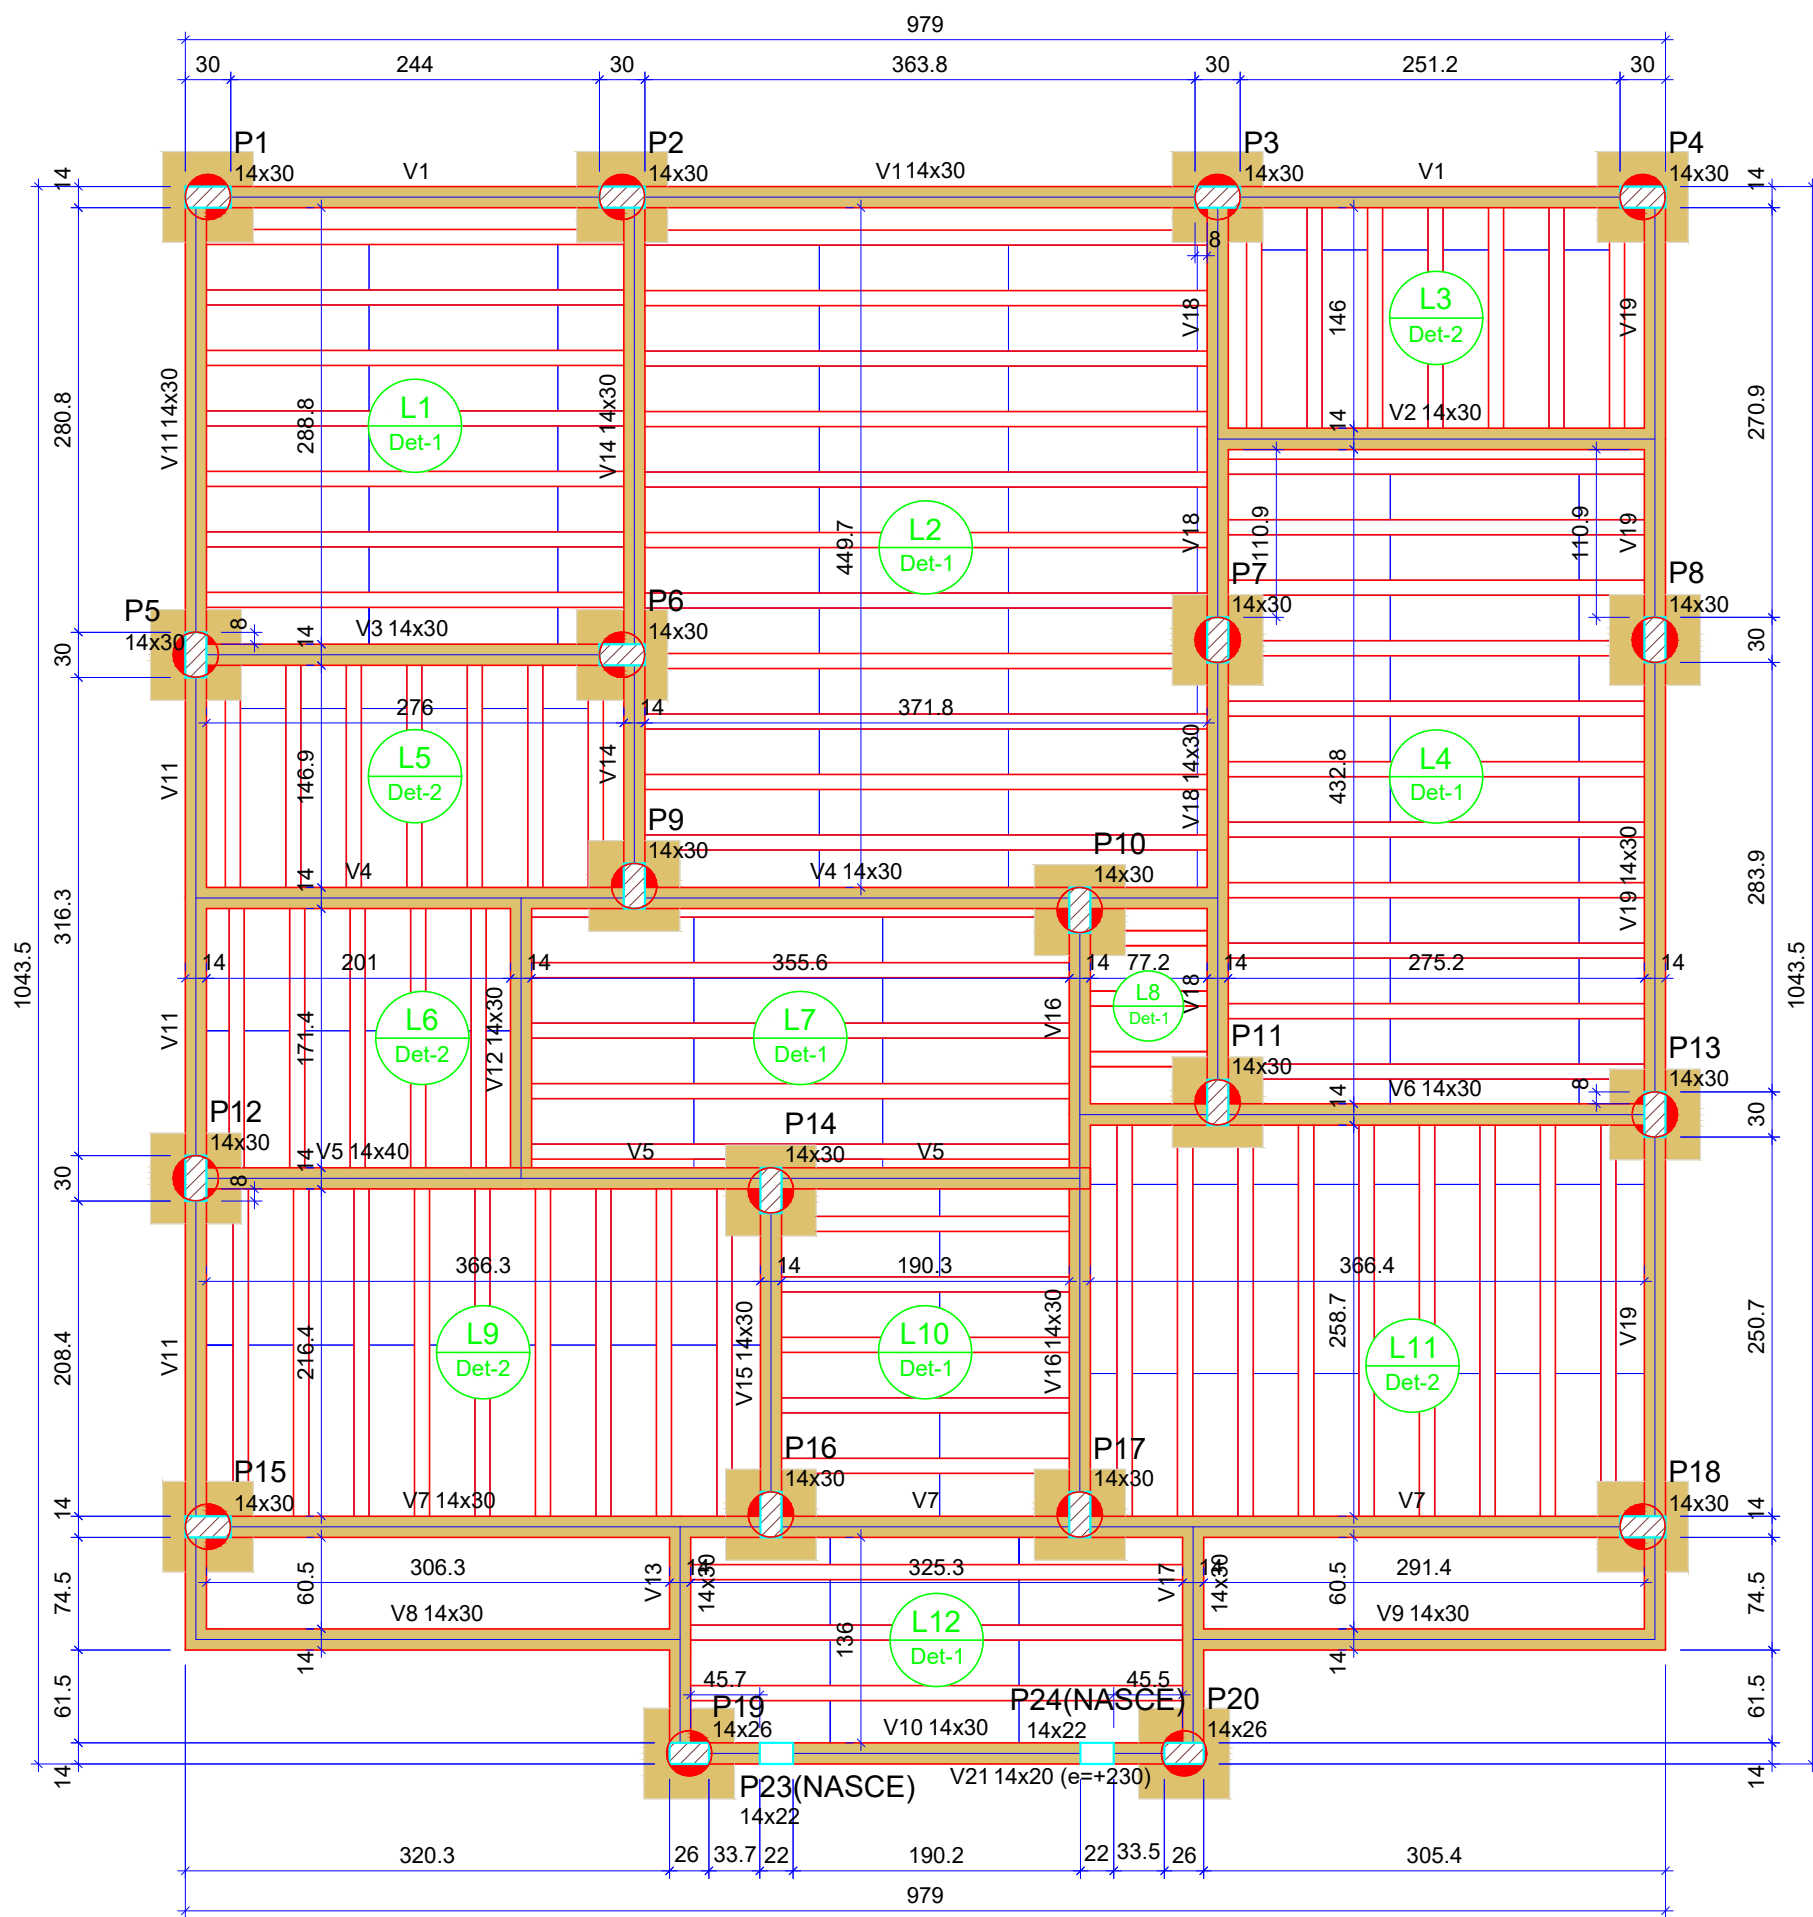 979
30 244 30 363.8 30 251.2 30
P1 P2 P3 P4
14x30 V1 14x30 V1 14x30 14x30 V1 14x30
14 14
8
V18 146 L3 V19
Det-2
V2 14x30
14
280.8 V11 14x30 288.8 L1 V14 14x30 270.9
Det-1
449.7 L2 V18 110.9 110.9 V19
Det-1
P5 P6 P7 P8
14x30 8 V3 14x30 14 14x30 14x30 14x30
30 30
276 14 371.8
V11 146.9 L5 V14 V18 14x30 432.8 L4
Det-2 Det-1
P9 P10
14x30 14x30
V4 14 V4 14x30 V19 14x30 283.9
316.3
1043.5 1043.5
14 201 14 355.6 14 77.2 14 275.2 14
V11 171.4 L6 V12 14x30 L7 V16 L8 V18
Det-2 Det-1 Det-1
P11 P13
14x30 14x30
14 V6 14x30 8
30
P12 P14
14x30 14x30
V5 14x40 14 V5 V5
30 8
366.3 14 190.3 366.4
208.4 V11 216.4 L9 V15 14x30 L10 V16 14x30 258.7 L11 V19 250.7
Det-2 Det-1 Det-2
P15 P16 P17 P18
14x30 14x30 14x30 14x30
14 V7 14x30 V7 V7 14
306.3 14 325.3 14 291.4
74.5 60.5 V13 14x30 V17 14x30 60.5 74.5
V8 14x30 L12 V9 14x30
Det-1
14 136 14
45.7 45.5
61.5 P19 P24(NASCE) P20 61.5
14x26 V10 14x30 14x22 14x26
14 V21 14x20 (e=+230) 14
P23(NASCE)
14x22
320.3 26 33.7 22 190.2 22 33.5 26 305.4
979